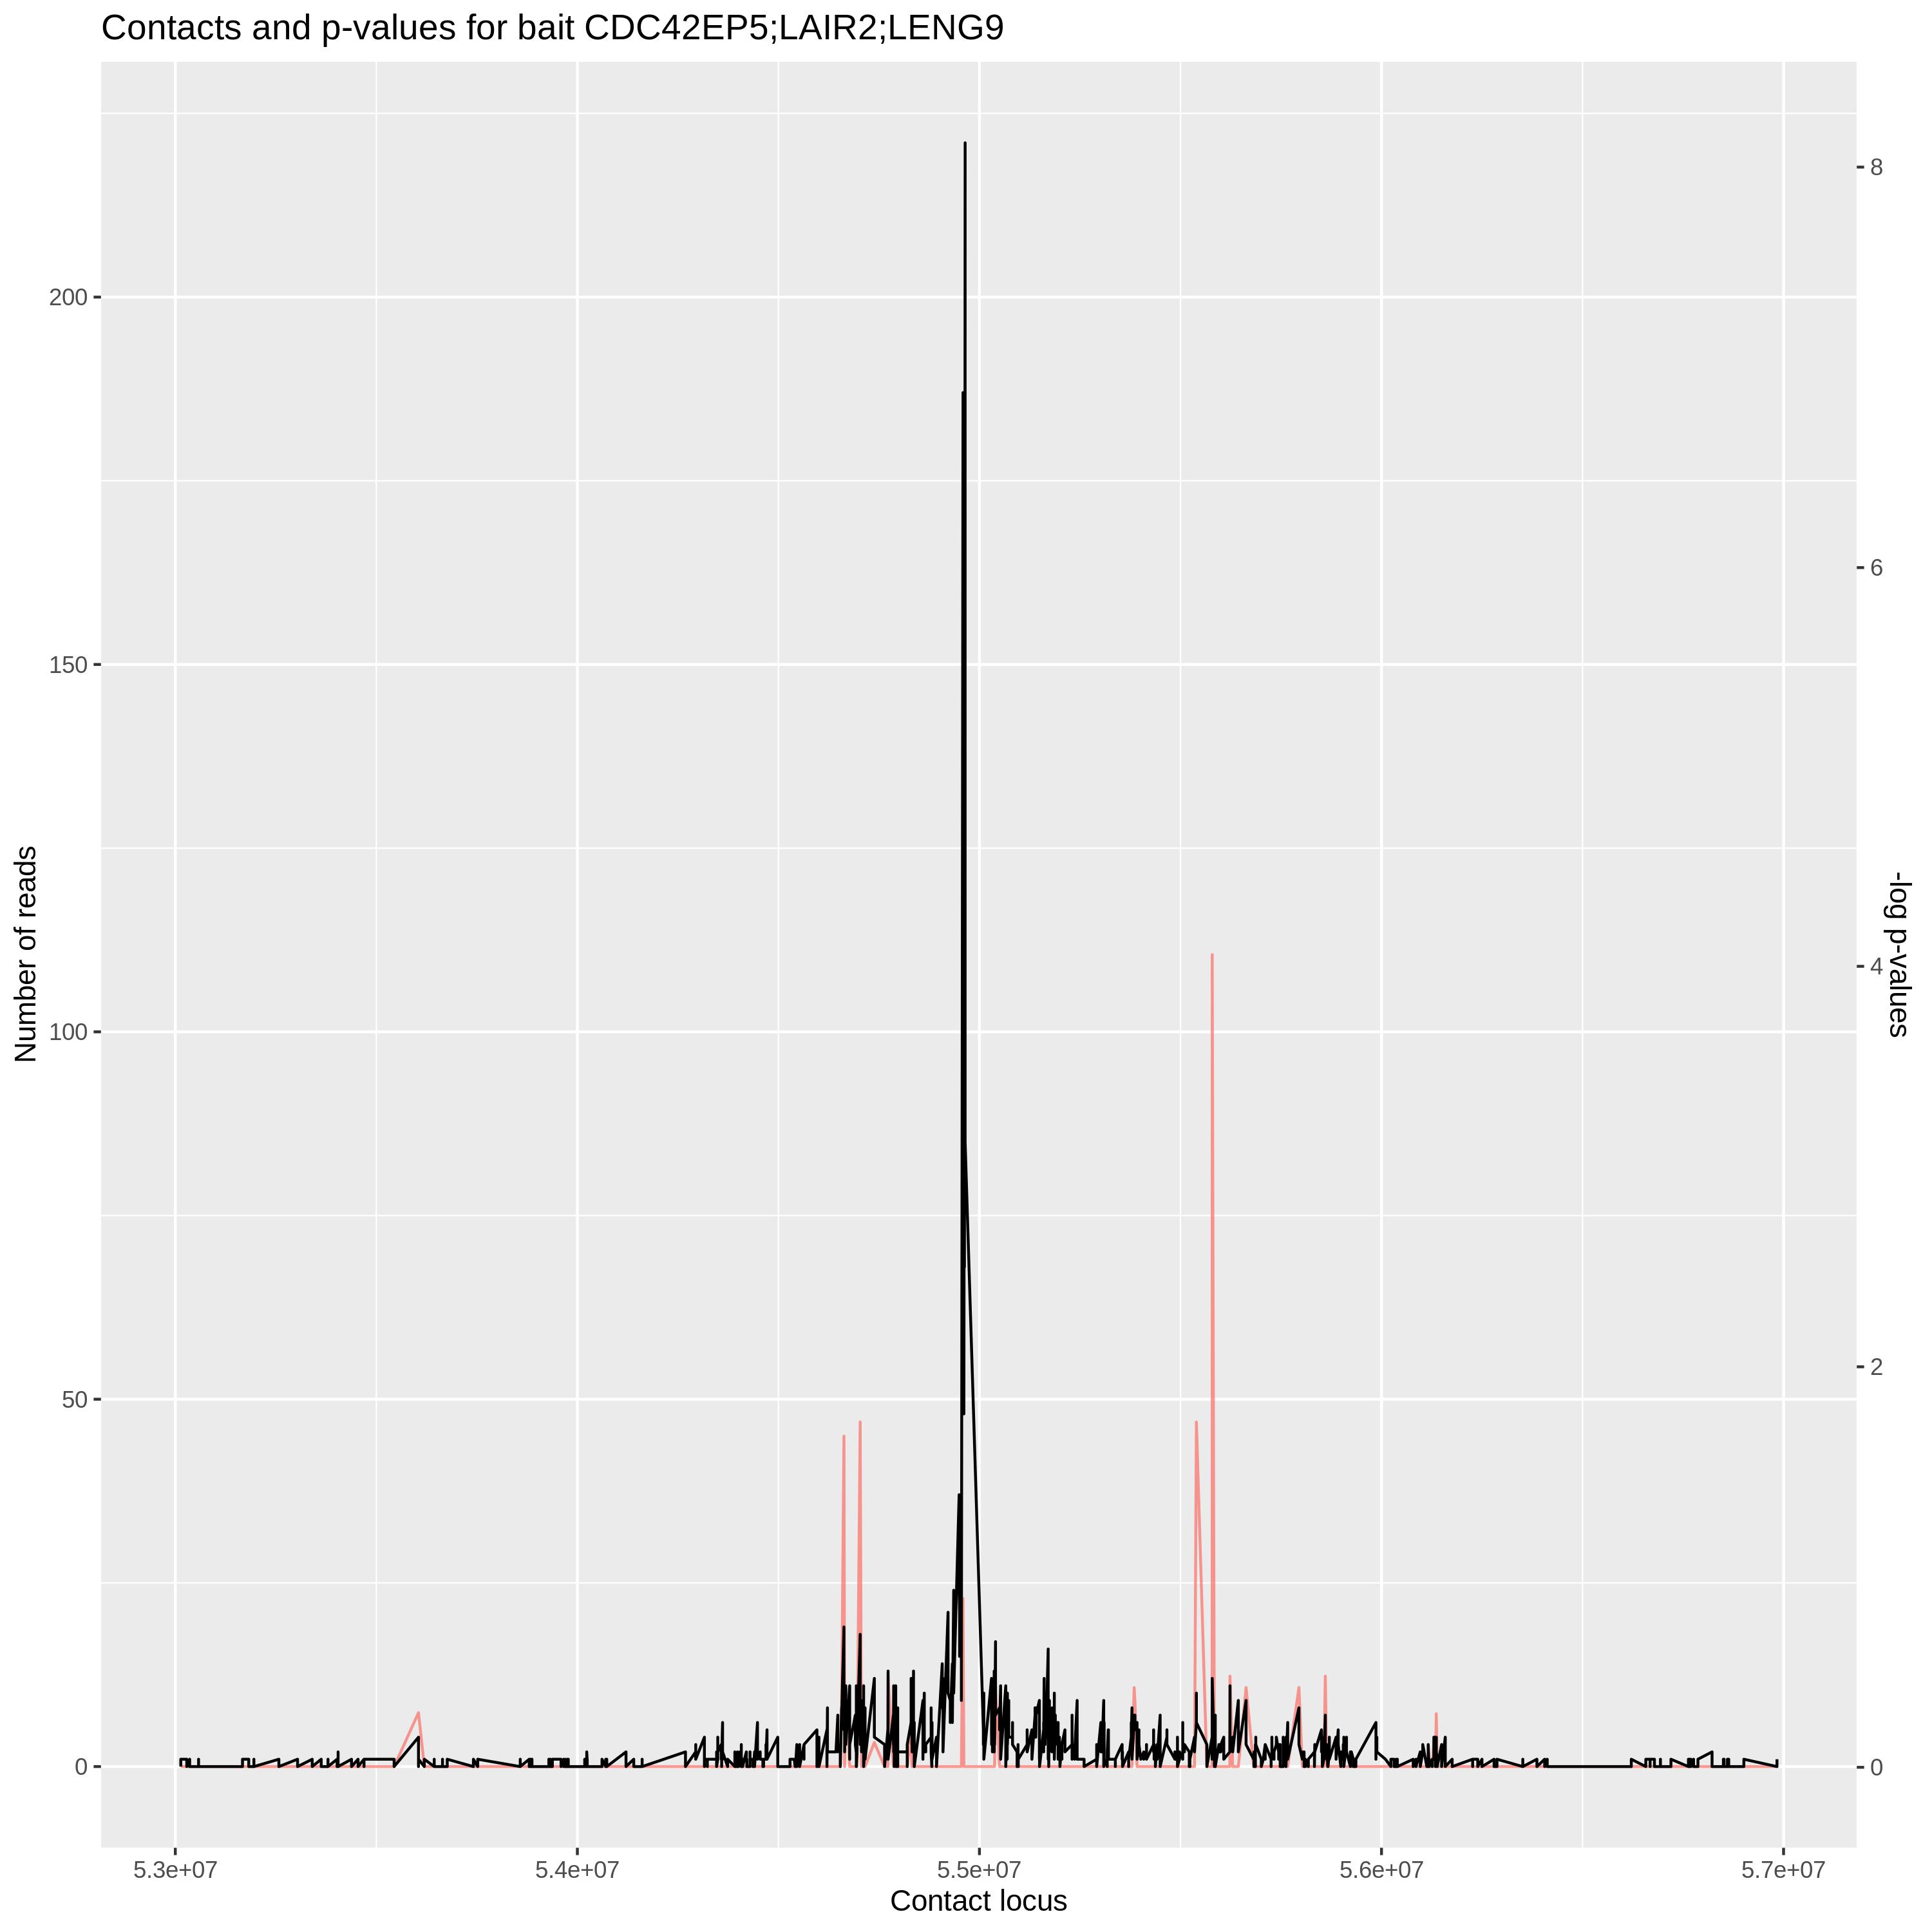 Contacts and p-values for bait CDC42EP5;LAIR2;LENG9
Number of reads
200
150
100
50
0
8
6
4
2
0
-log p-values
5.3e+07 5.4e+07 5.5e+07 5.6e+07 5.7e+07
Contact locus